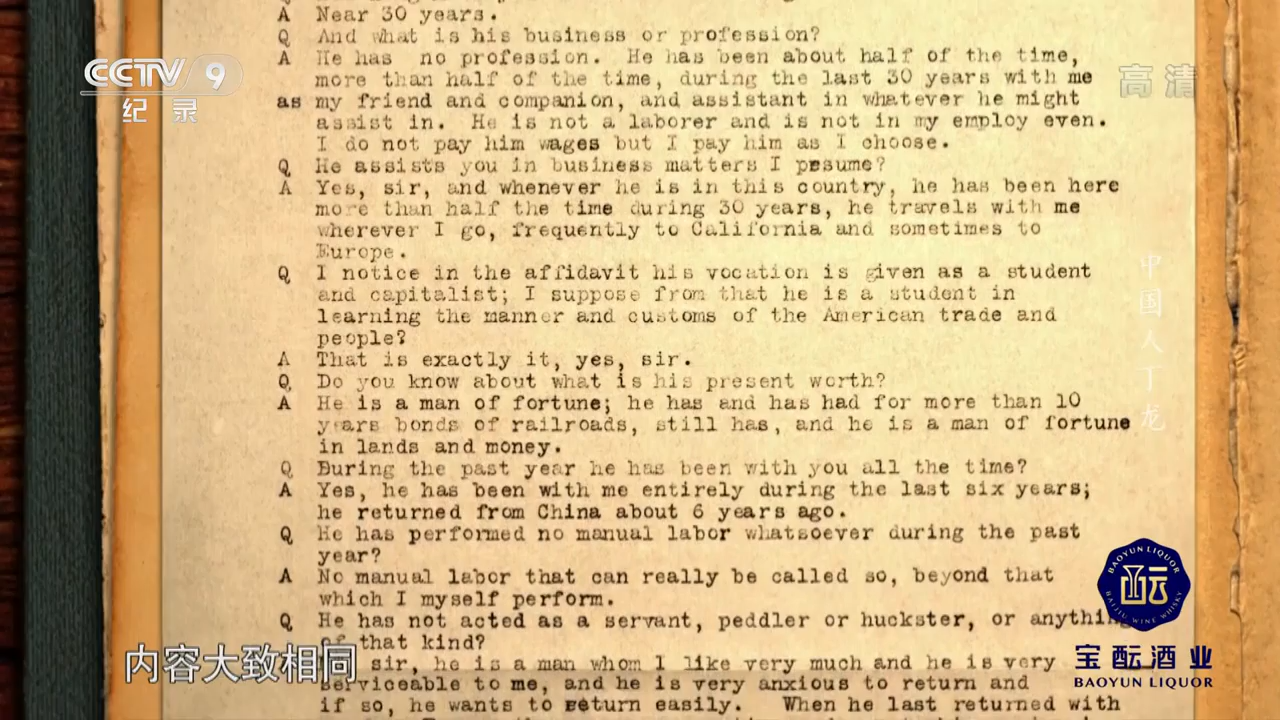 A Near 30 years.
Q And what is his business or profession?
A He has no profession. He has been about half of the time,
more than half of the time, during the last 30 years with me
as my friend and companion, and assistant in whatever he might
assist in. He is not a laborer and is not in my employ even.
I do not pay him wages but I pay him as I choose.
Q He assists you in business matters I presume?
A Yes, sir, and whenever he is in this country, he has been here
more than half the time during 30 years, he travels with me
wherever I go, frequently to California and sometimes to
Europe.
Q I notice in the affidavit his vocation is given as a student
and capitalist; I suppose from that he is a student in
learning the manner and customs of the American trade and
people?
A That is exactly it, yes, sir.
Q Do you know about what is his present worth?
A He is a man of fortune; he has and has had for more than 10
years bonds of railroads, still has, and he is a man of fortune
in lands and money.
Q During the past year he has been with you all the time?
A Yes, he has been with me entirely during the last six years;
he returned from China about 6 years ago.
Q He has performed no manual labor whatsoever during the past
year?
A No manual labor that can really be called so, beyond that
which I myself perform.
Q He has not acted as a servant, peddler or huckster, or anything
of that kind?
sir, he is a man whom I like very much and he is very
serviceable to me, and he is very anxious to return and
if so, he wants to return easily. When he last returned with
CCTV 9
纪录
高清
中国人丁龙
内容大致相同
BAOYUN LIQUOR
BAIJIU WINE WHISKY
宝酝酒业
BAOYUN LIQUOR